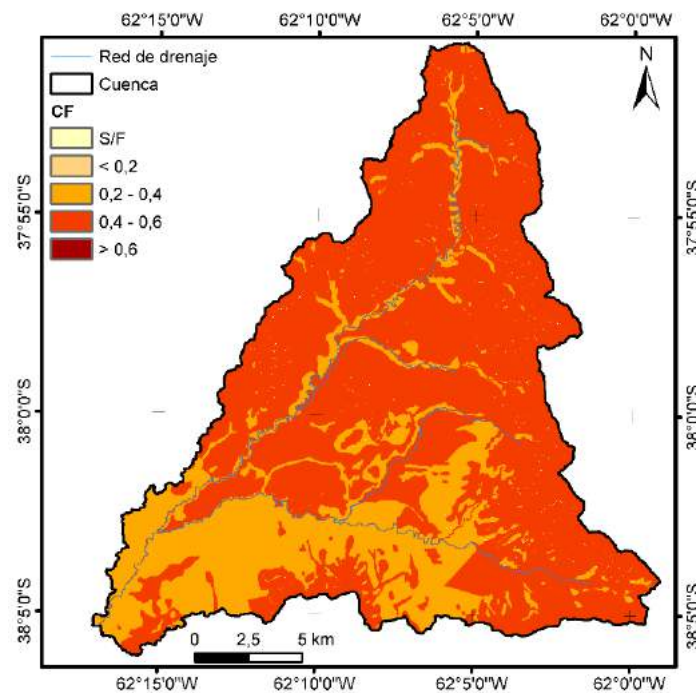 62°15'0"W 62°10'0"W 62°5'0"W 62°0'0"W
Red de drenaje
Cuenca
CF
S/F
< 0,2
0,2 - 0,4
0,4 - 0,6
> 0,6
N
37°55'0"S
37°55'0"S
38°0'0"S
38°0'0"S
38°5'0"S
38°5'0"S
0 2,5 5 km
62°15'0"W 62°10'0"W 62°5'0"W 62°0'0"W